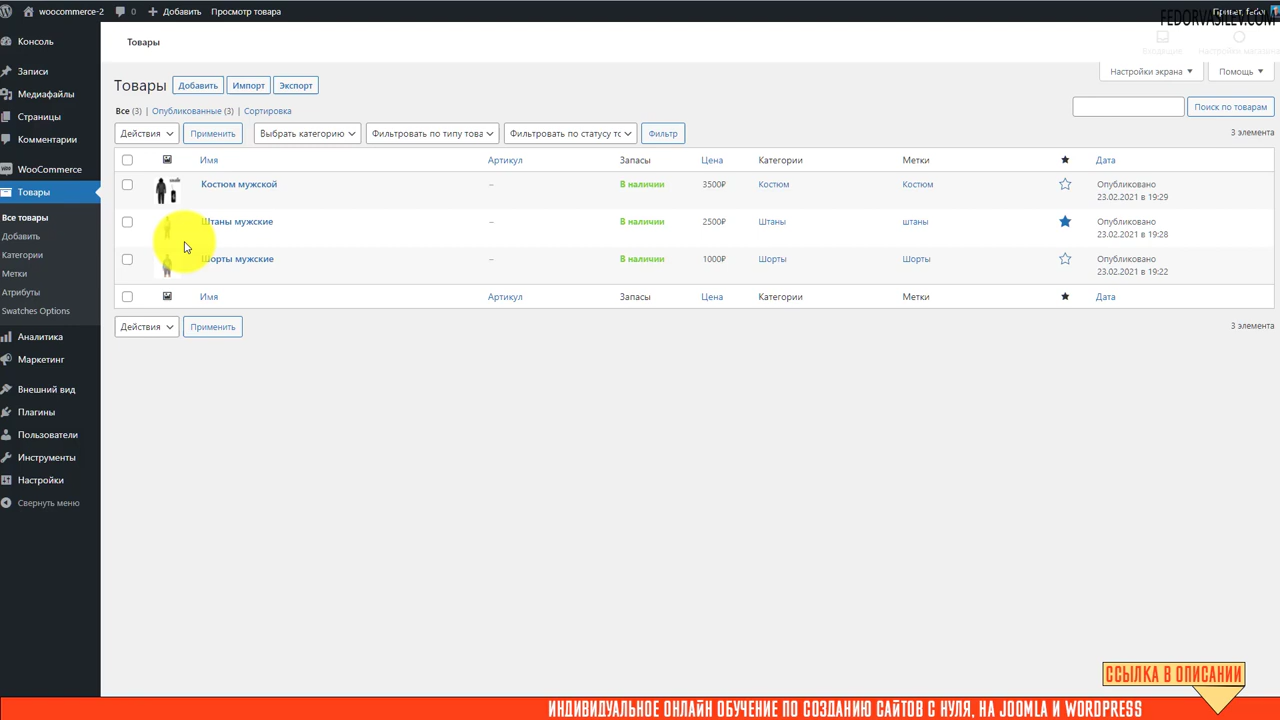 woocommerce-2 0 Добавить Просмотр товара Привет, fedor
FEDORVASILEV.COM
Консоль
Записи
Медиафайлы
Страницы
Комментарии
WooCommerce
Товары
Все товары
Добавить
Категории
Метки
Атрибуты
Swatches Options
Аналитика
Маркетинг
Внешний вид
Плагины
Пользователи
Инструменты
Настройки
Свернуть меню
Товары
Входящие Настройки магазина
Настройки экрана Помощь
Товары Добавить Импорт Экспорт
Все (3) | Опубликованные (3) | Сортировка
Поиск по товарам
Действия Применить Выбрать категорию Фильтровать по типу това Фильтровать по статусу тс Фильтр
3 элемента
Имя Артикул Запасы Цена Категории Метки Дата
Костюм мужской – В наличии 3500₽ Костюм Костюм Опубликовано
23.02.2021 в 19:29
Штаны мужские – В наличии 2500₽ Штаны штаны Опубликовано
23.02.2021 в 19:28
Шорты мужские – В наличии 1000₽ Шорты Шорты Опубликовано
23.02.2021 в 19:22
Имя Артикул Запасы Цена Категории Метки Дата
Действия Применить
3 элемента
ССЫЛКА В ОПИСАНИИ
ИНДИВИДУАЛЬНОЕ ОНЛАЙН ОБУЧЕНИЕ ПО СОЗДАНИЮ САЙТОВ С НУЛЯ, НА JOOMLA И WORDPRESS